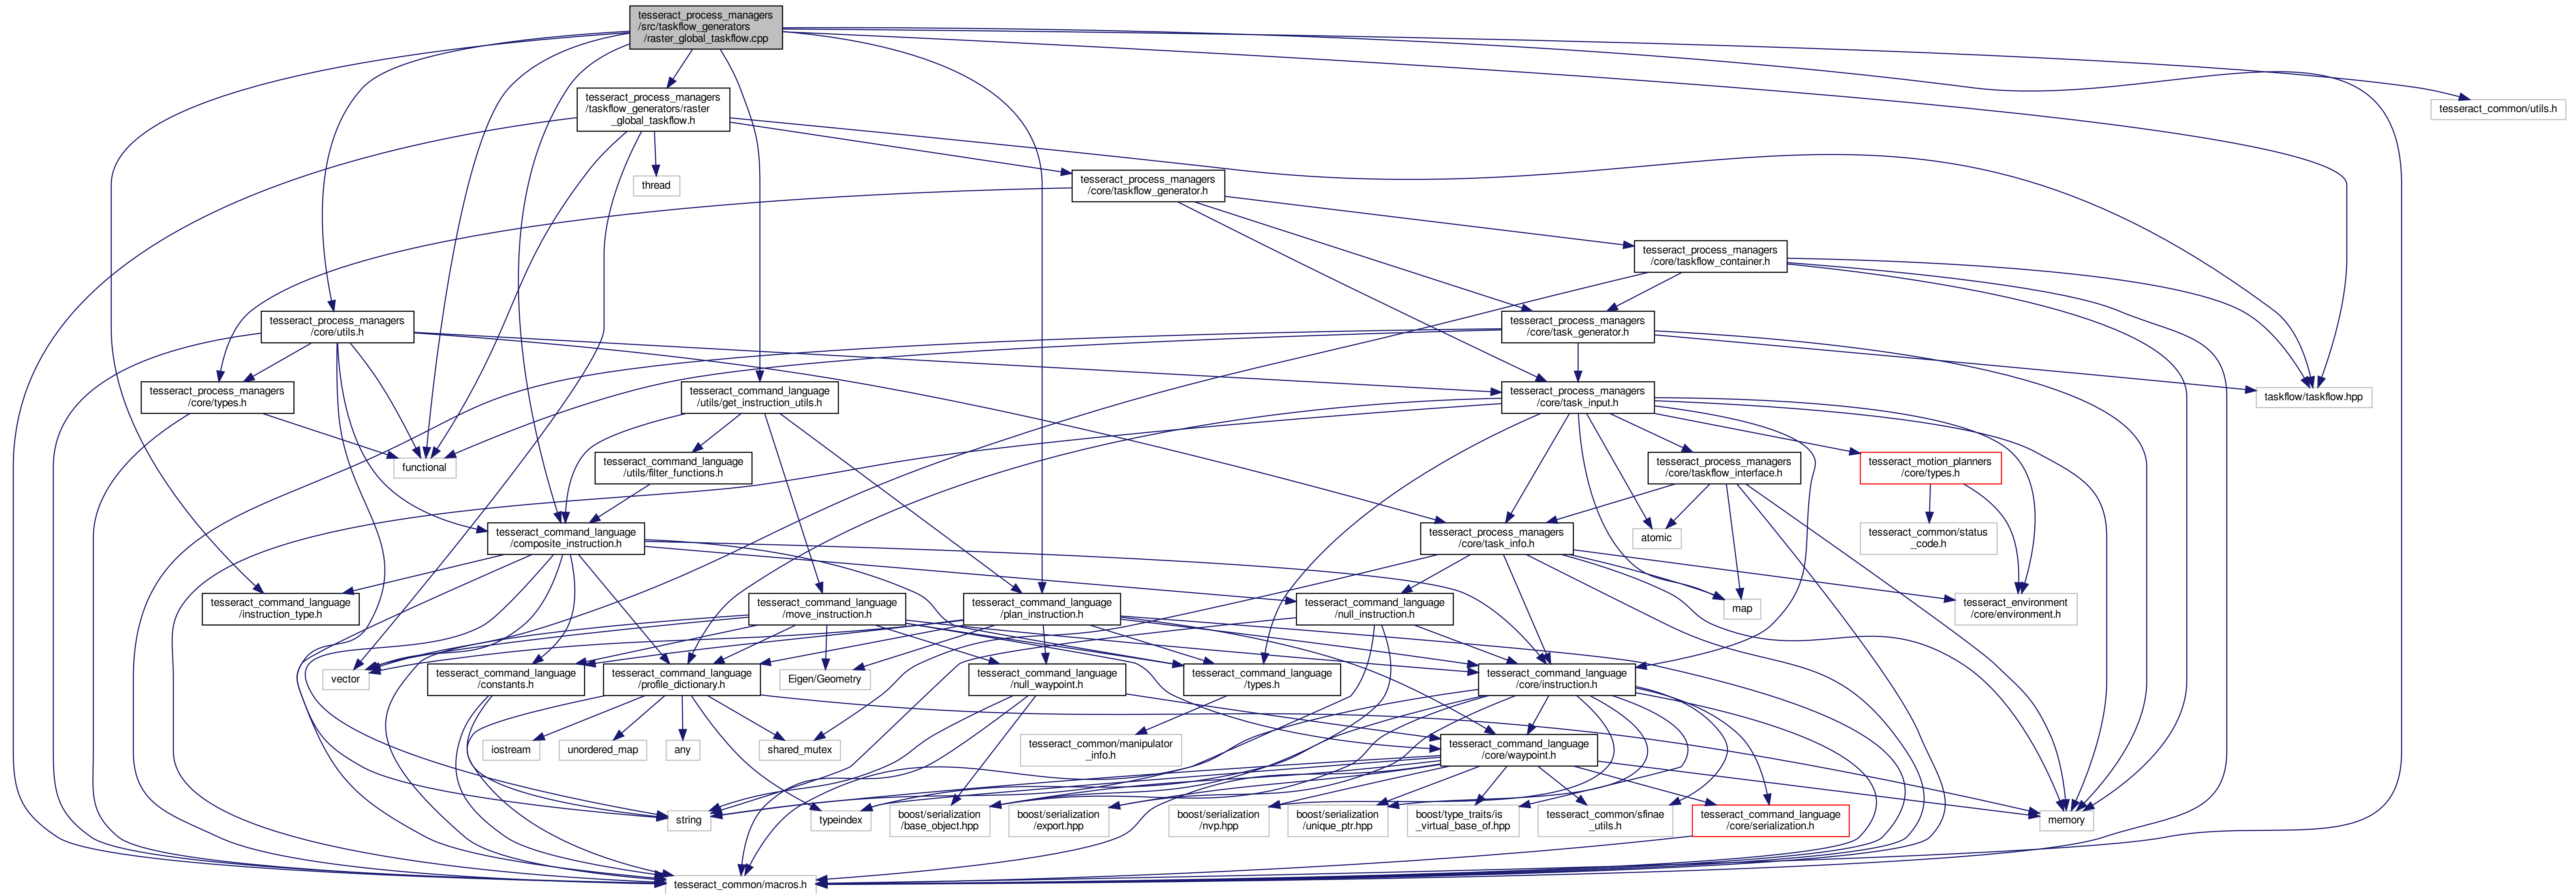 tesseract_process_managers
/src/taskflow_generators
/raster_global_taskflow.cpp
tesseract_process_managers
/taskflow_generators/raster
_global_taskflow.h
tesseract_common/utils.h
thread
tesseract_process_managers
/core/taskflow_generator.h
tesseract_process_managers
/core/taskflow_container.h
tesseract_process_managers
/core/utils.h
tesseract_process_managers
/core/task_generator.h
tesseract_process_managers
/core/types.h
tesseract_command_language
/utils/get_instruction_utils.h
tesseract_process_managers
/core/task_input.h
taskflow/taskflow.hpp
functional
tesseract_command_language
/utils/filter_functions.h
tesseract_process_managers
/core/taskflow_interface.h
tesseract_motion_planners
/core/types.h
tesseract_command_language
/composite_instruction.h
tesseract_process_managers
/core/task_info.h
atomic
tesseract_common/status
_code.h
tesseract_command_language
/instruction_type.h
tesseract_command_language
/move_instruction.h
tesseract_command_language
/plan_instruction.h
tesseract_command_language
/null_instruction.h
map
tesseract_environment
/core/environment.h
vector
tesseract_command_language
/constants.h
tesseract_command_language
/profile_dictionary.h
Eigen/Geometry
tesseract_command_language
/null_waypoint.h
tesseract_command_language
/types.h
tesseract_command_language
/core/instruction.h
iostream
unordered_map
any
shared_mutex
tesseract_common/manipulator
_info.h
tesseract_command_language
/core/waypoint.h
string
typeindex
boost/serialization
/base_object.hpp
boost/serialization
/export.hpp
boost/serialization
/nvp.hpp
boost/serialization
/unique_ptr.hpp
boost/type_traits/is
_virtual_base_of.hpp
tesseract_common/sfinae
_utils.h
tesseract_command_language
/core/serialization.h
memory
tesseract_common/macros.h